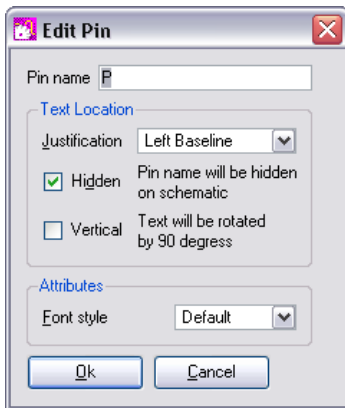 Edit Pin
Pin name P
Text Location
Justification Left Baseline
Hidden Pin name will be hidden
on schematic
Vertical Text will be rotated
by 90 degress
Attributes
Font style Default
Ok Cancel